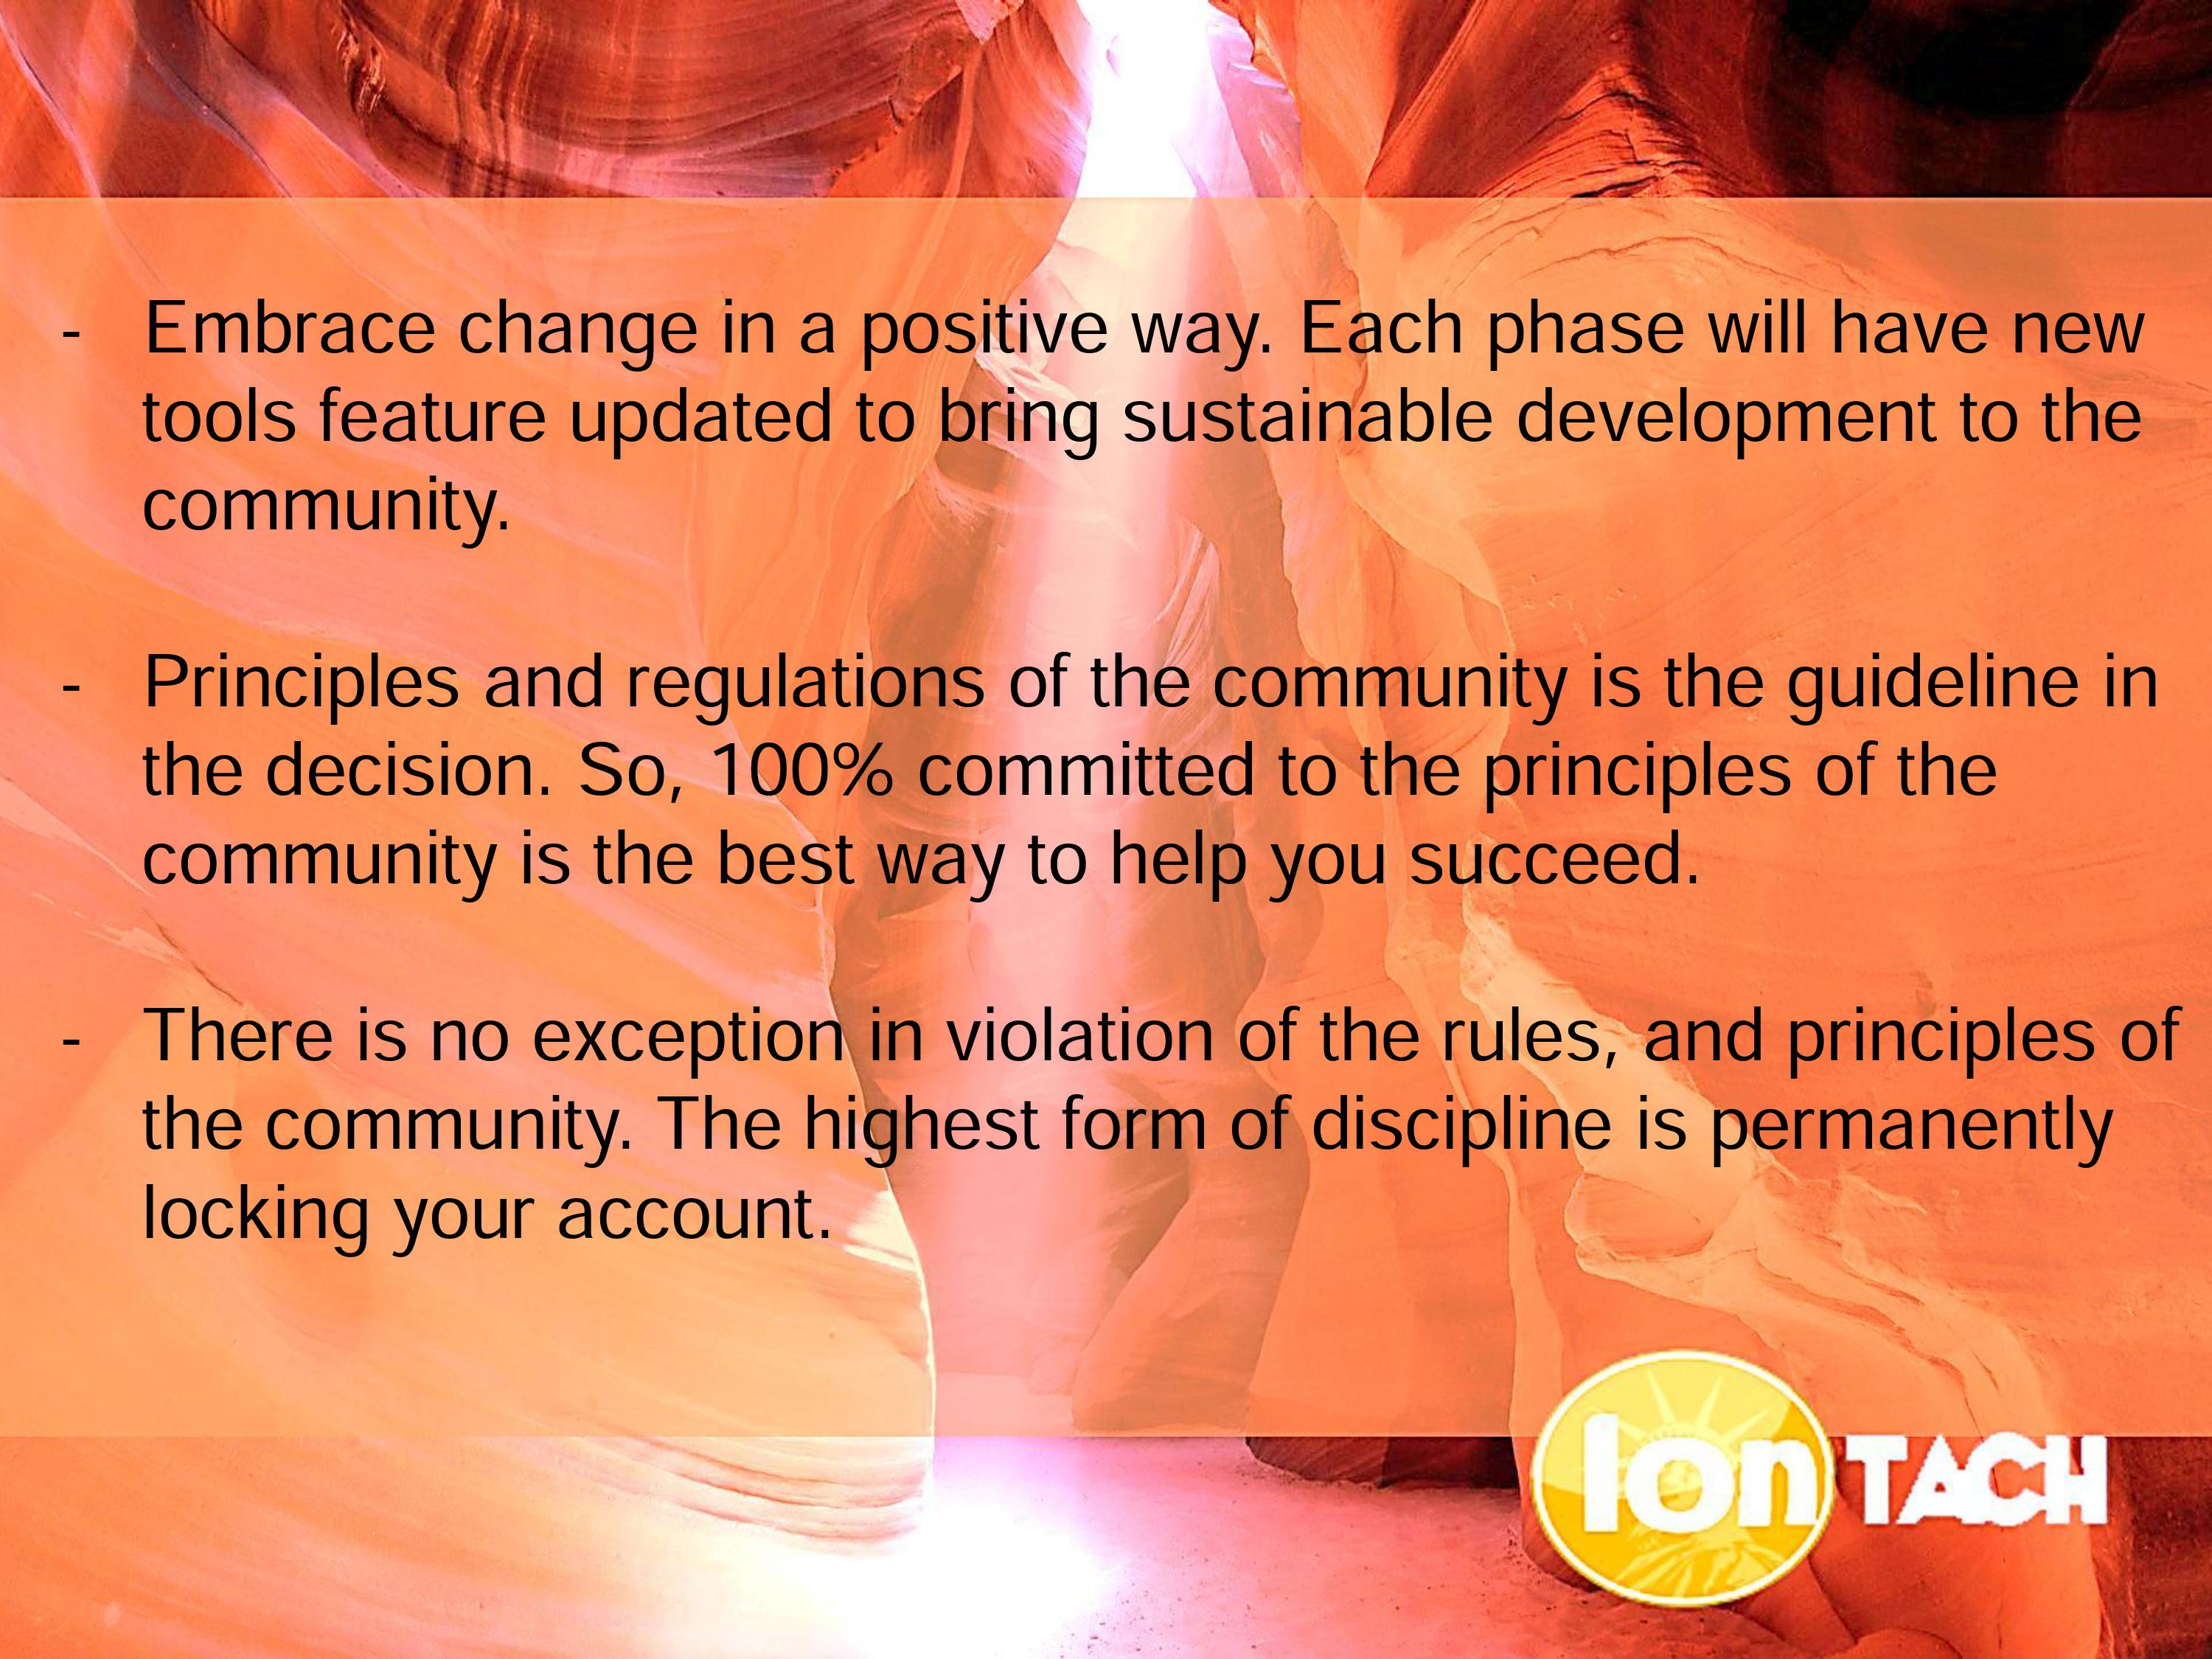 - Embrace change in a positive way. Each phase will have new
tools feature updated to bring sustainable development to the
community.
- Principles and regulations of the community is the guideline in
the decision. So, 100% committed to the principles of the
community is the best way to help you succeed.
- There is no exception in violation of the rules, and principles of
the community. The highest form of discipline is permanently
locking your account.
Ion TACH